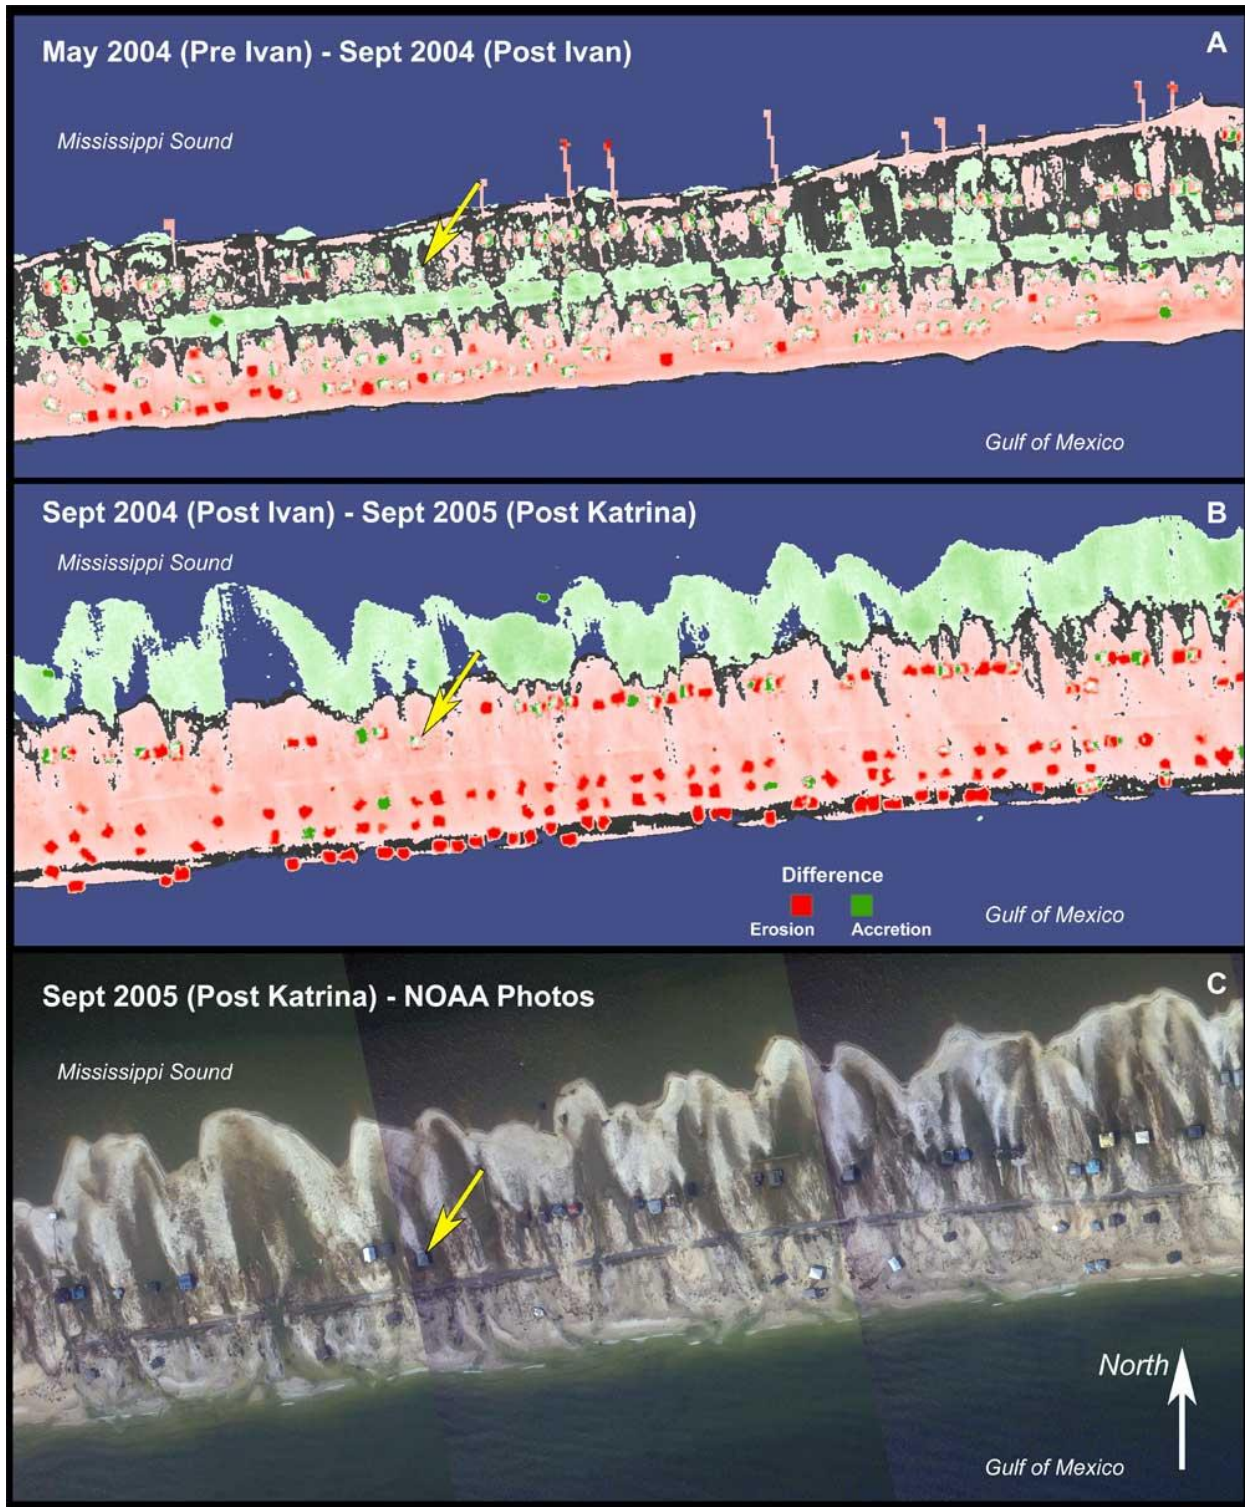 May 2004 (Pre Ivan) - Sept 2004 (Post Ivan)
A
Mississippi Sound
Gulf of Mexico
Sept 2004 (Post Ivan) - Sept 2005 (Post Katrina)
B
Mississippi Sound
Difference
Erosion Accretion
Gulf of Mexico
Sept 2005 (Post Katrina) - NOAA Photos
C
Mississippi Sound
North
Gulf of Mexico